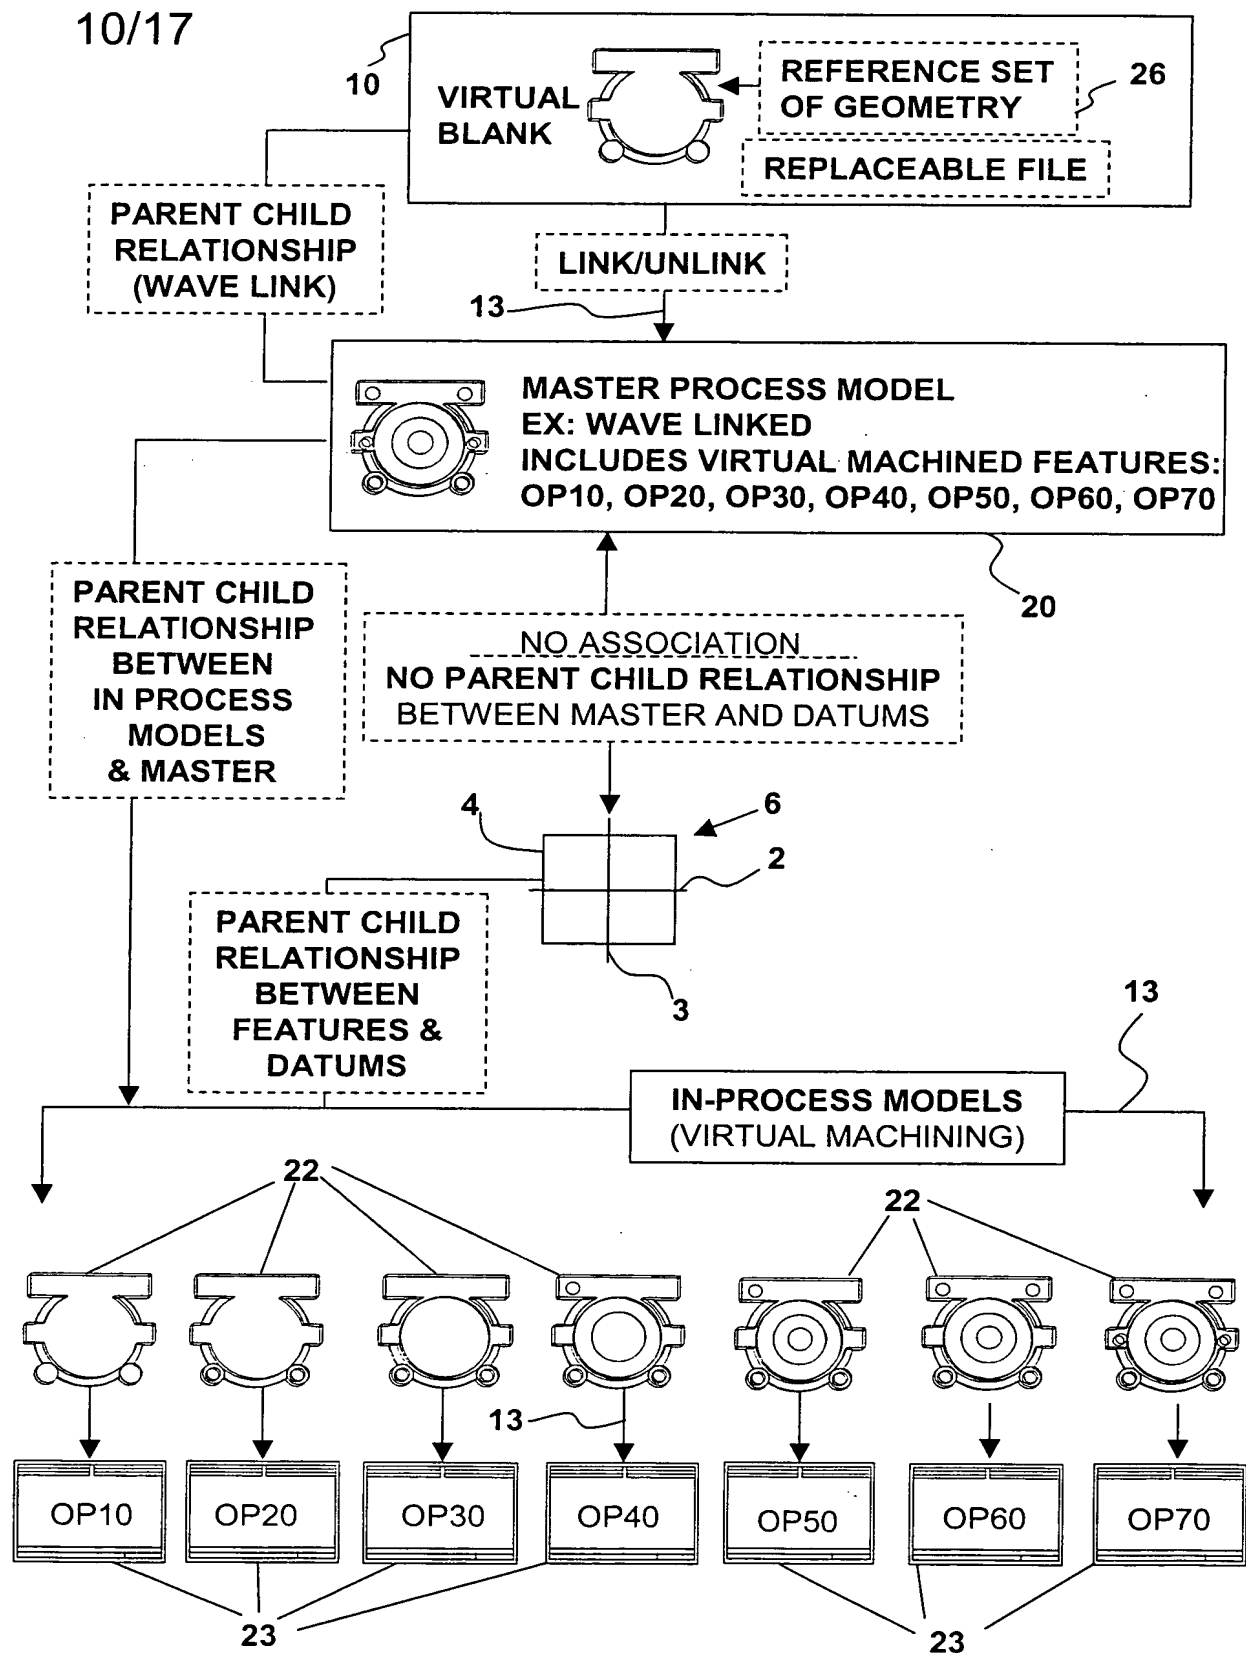 10/17
10
VIRTUAL
BLANK
REFERENCE SET
OF GEOMETRY
26
REPLACEABLE FILE
PARENT CHILD
RELATIONSHIP
(WAVE LINK)
LINK/UNLINK
13
MASTER PROCESS MODEL
EX: WAVE LINKED
INCLUDES VIRTUAL MACHINED FEATURES:
OP10, OP20, OP30, OP40, OP50, OP60, OP70
20
PARENT CHILD
RELATIONSHIP
BETWEEN
IN PROCESS
MODELS
& MASTER
NO ASSOCIATION
NO PARENT CHILD RELATIONSHIP
BETWEEN MASTER AND DATUMS
4
6
2
3
PARENT CHILD
RELATIONSHIP
BETWEEN
FEATURES &
DATUMS
13
IN-PROCESS MODELS
(VIRTUAL MACHINING)
22
22
13
OP10
OP20
OP30
OP40
OP50
OP60
OP70
23
23